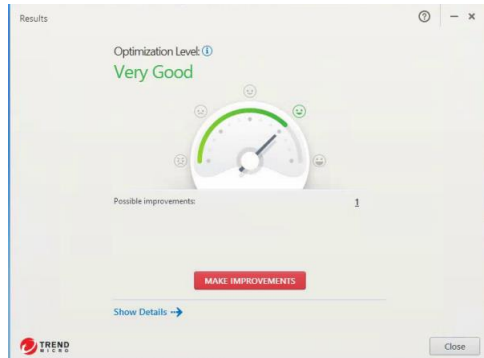 Results
Optimization Level:
Very Good
Possible improvements:
1
MAKE IMPROVEMENTS
Show Details
TREND
MICRO
Close